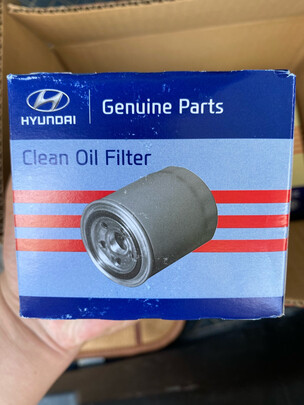 HYUNDAI
Genuine Parts
Clean Oil Filter